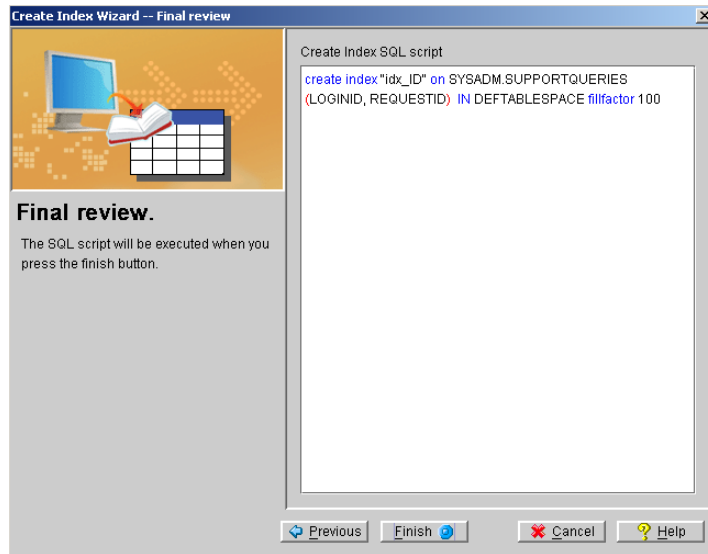 Create Index Wizard -- Final review
Create Index SQL script
create index "idx_ID" on SYSADM.SUPPORTQUERIES
(LOGINID, REQUESTID) IN DEFTABLESPACE fillfactor 100
Final review.
The SQL script will be executed when you
press the finish button.
Previous
Finish
Cancel
Help